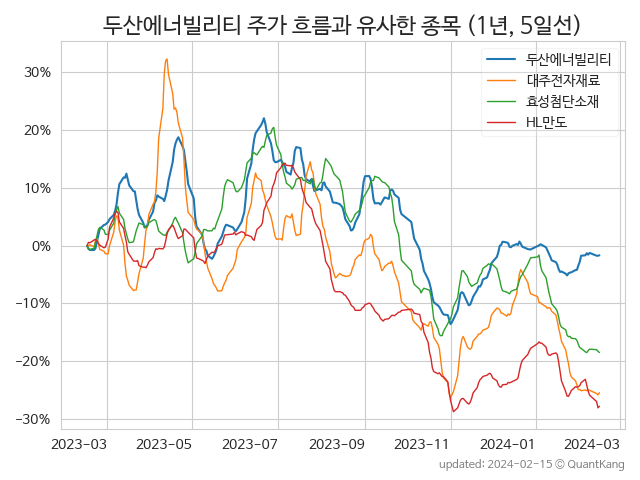 두산에너빌리티 주가 흐름과 유사한 종목 (1년, 5일선)
두산에너빌리티
대주전자재료
효성첨단소재
HL만도
30%
20%
10%
0%
−10%
−20%
−30%
2023-03 2023-05 2023-07 2023-09 2023-11 2024-01 2024-03
updated: 2024-02-15 © QuantKang